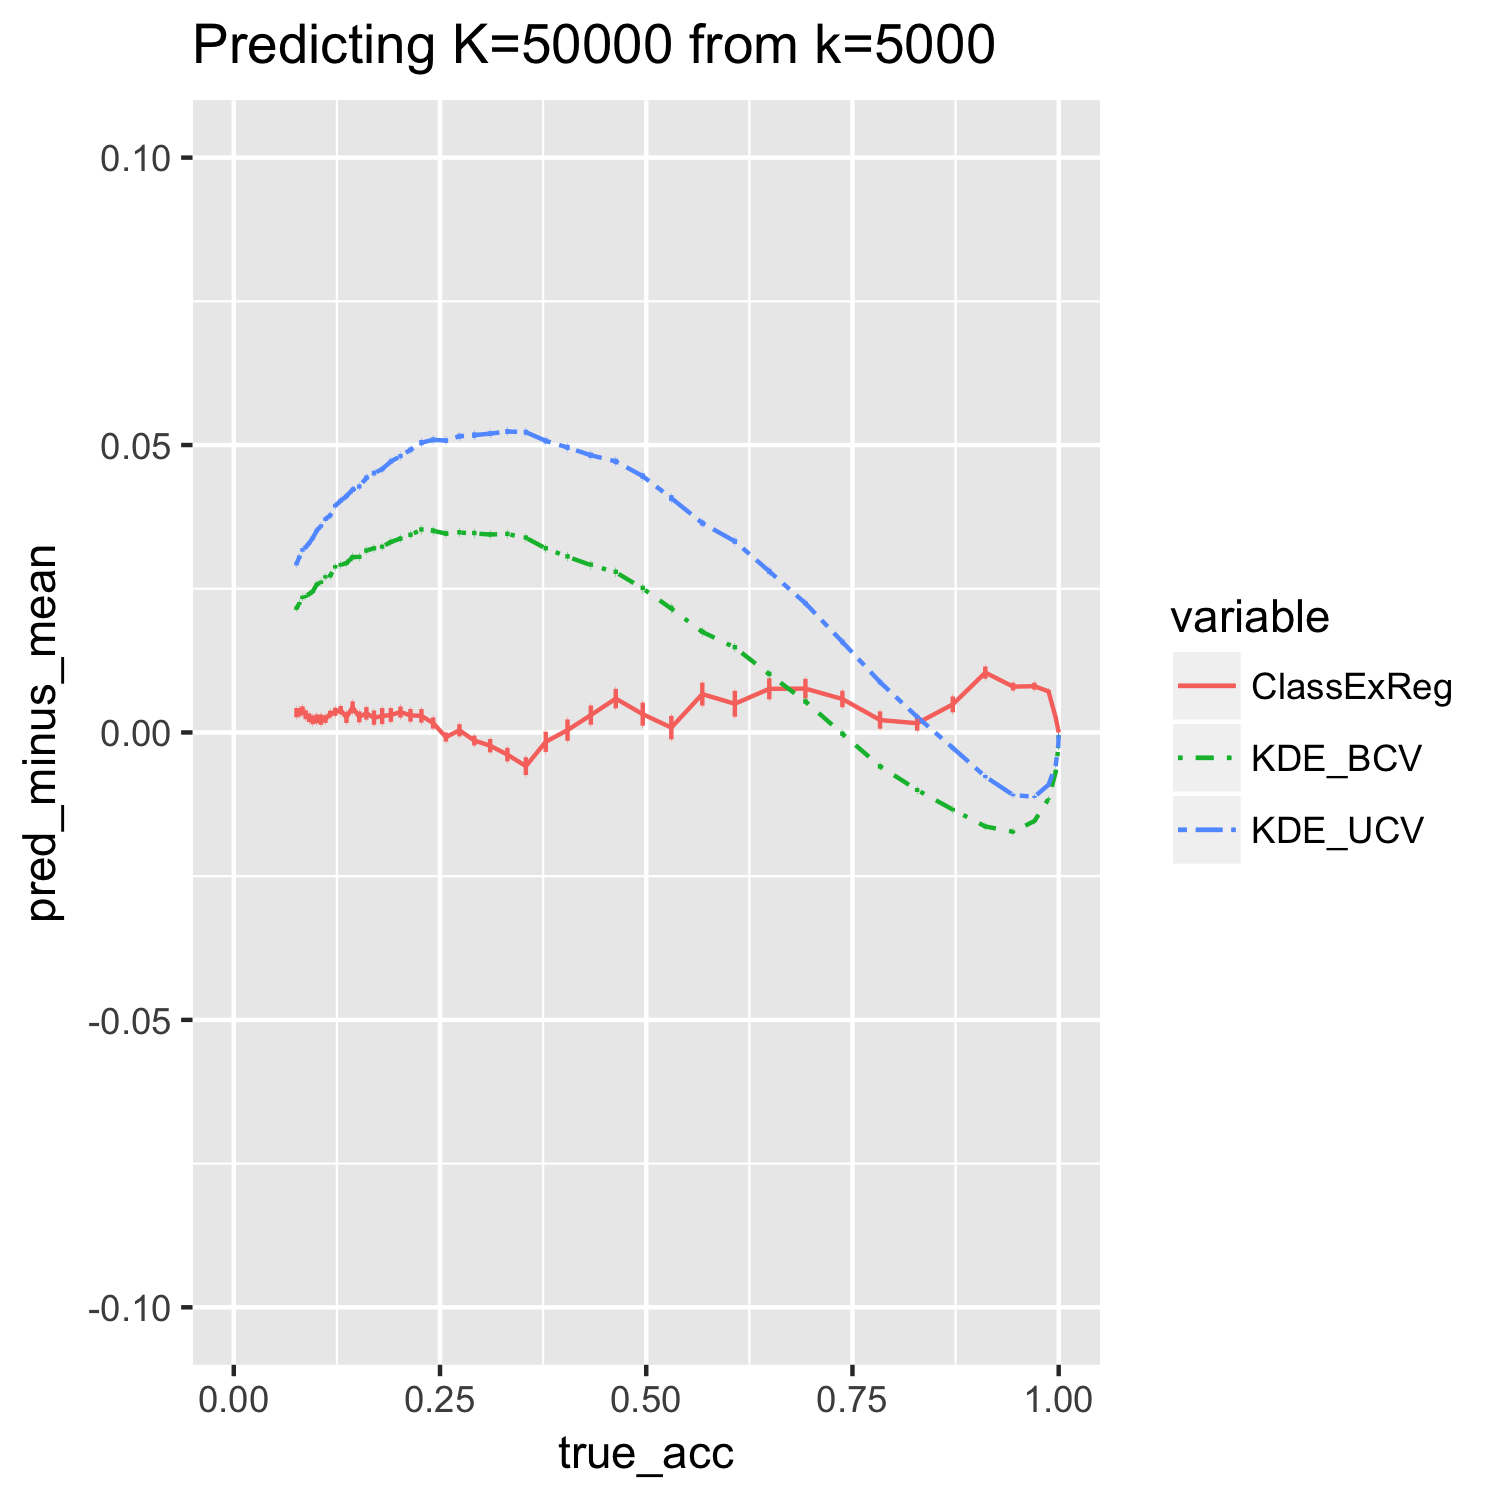 Predicting K=50000 from k=5000
pred_minus_mean
0.10
0.05
0.00
-0.05
-0.10
0.00 0.25 0.50 0.75 1.00
true_acc
variable
ClassExReg
KDE_BCV
KDE_UCV